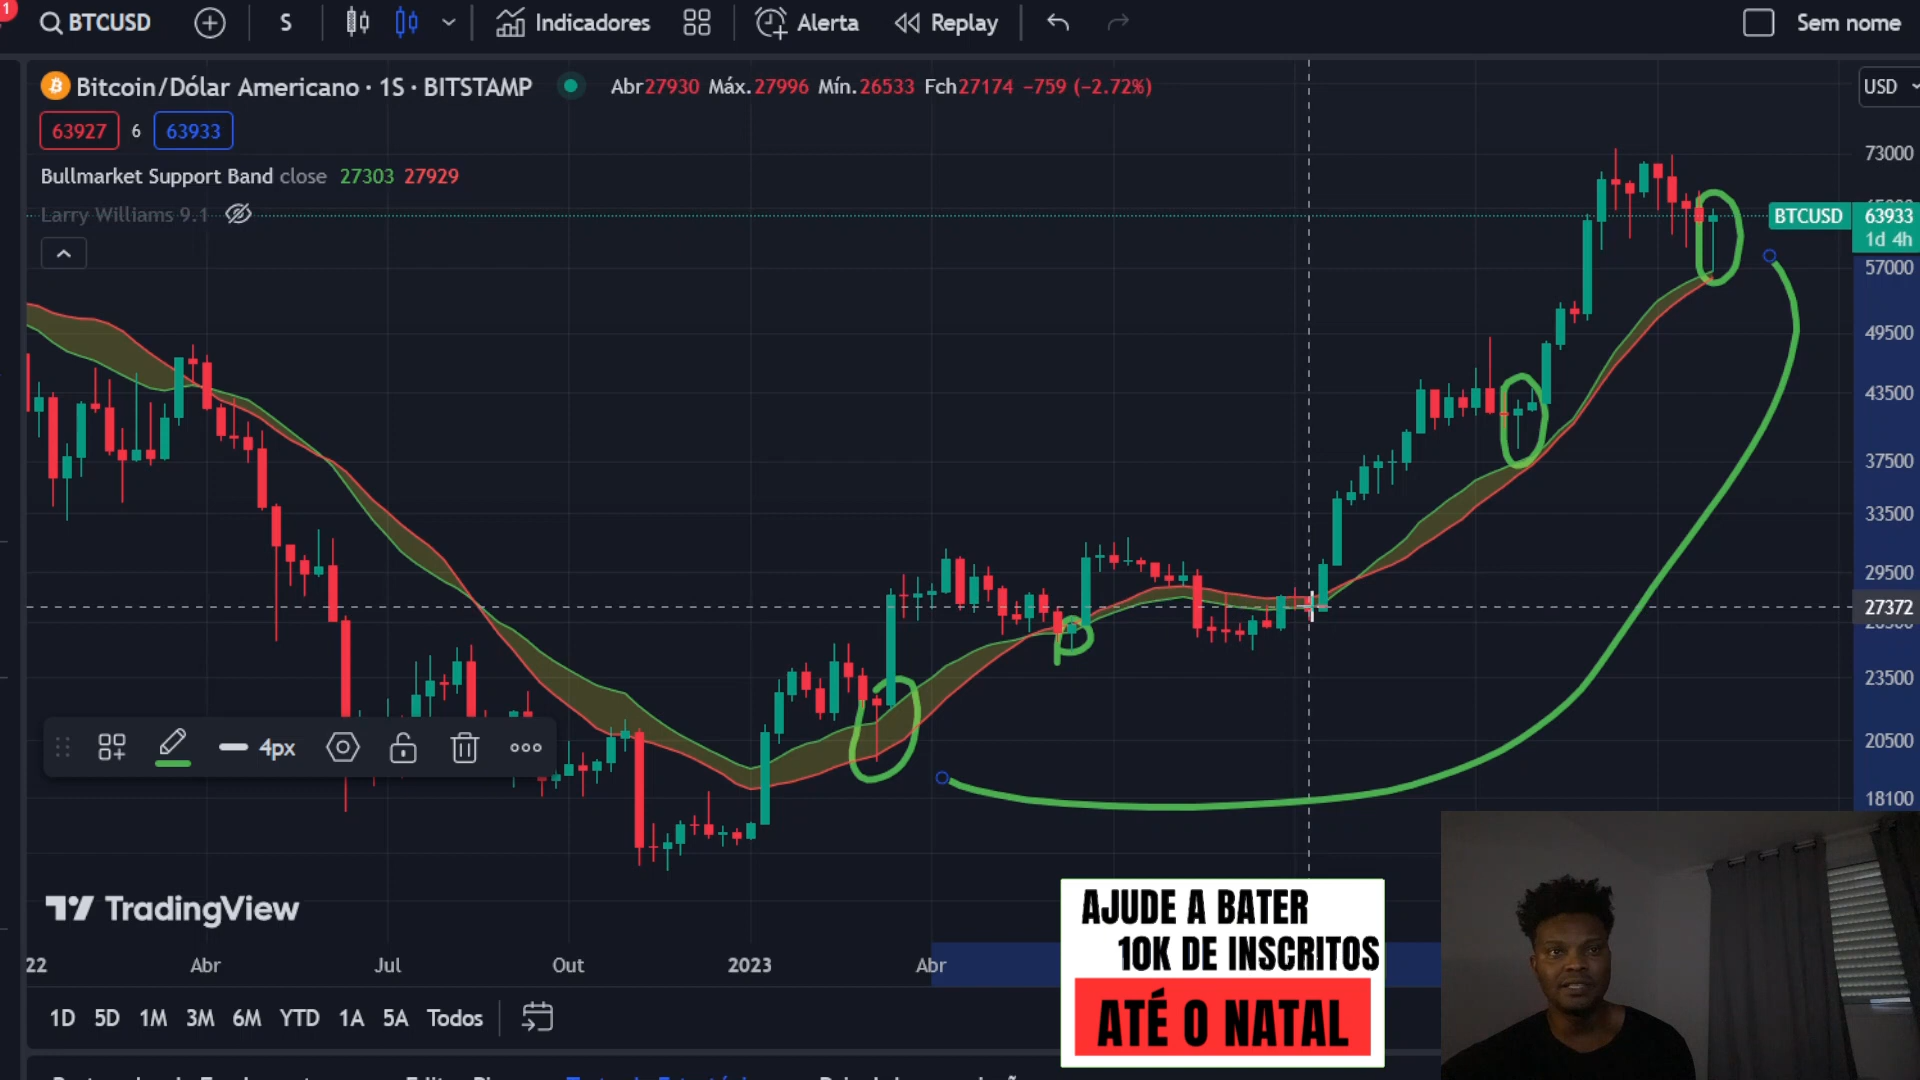 1
BTCUSD
S
Indicadores
Alerta
Replay
Sem nome
Bitcoin/Dólar Americano · 1S · BITSTAMP
Abr27930 Máx.27996 Mín.26533 Fch27174 −759 (−2.72%)
USD
63927 6 63933
Bullmarket Support Band close 27303 27929
Larry Williams 9.1
73000
BTCUSD 63933
1d 4h
57000
49500
43500
37500
33500
29500
27372
23500
20500
18100
4px
TradingView
22 Abr Jul Out 2023 Abr
1D 5D 1M 3M 6M YTD 1A 5A Todos
AJUDE A BATER
10K DE INSCRITOS
ATÉ O NATAL